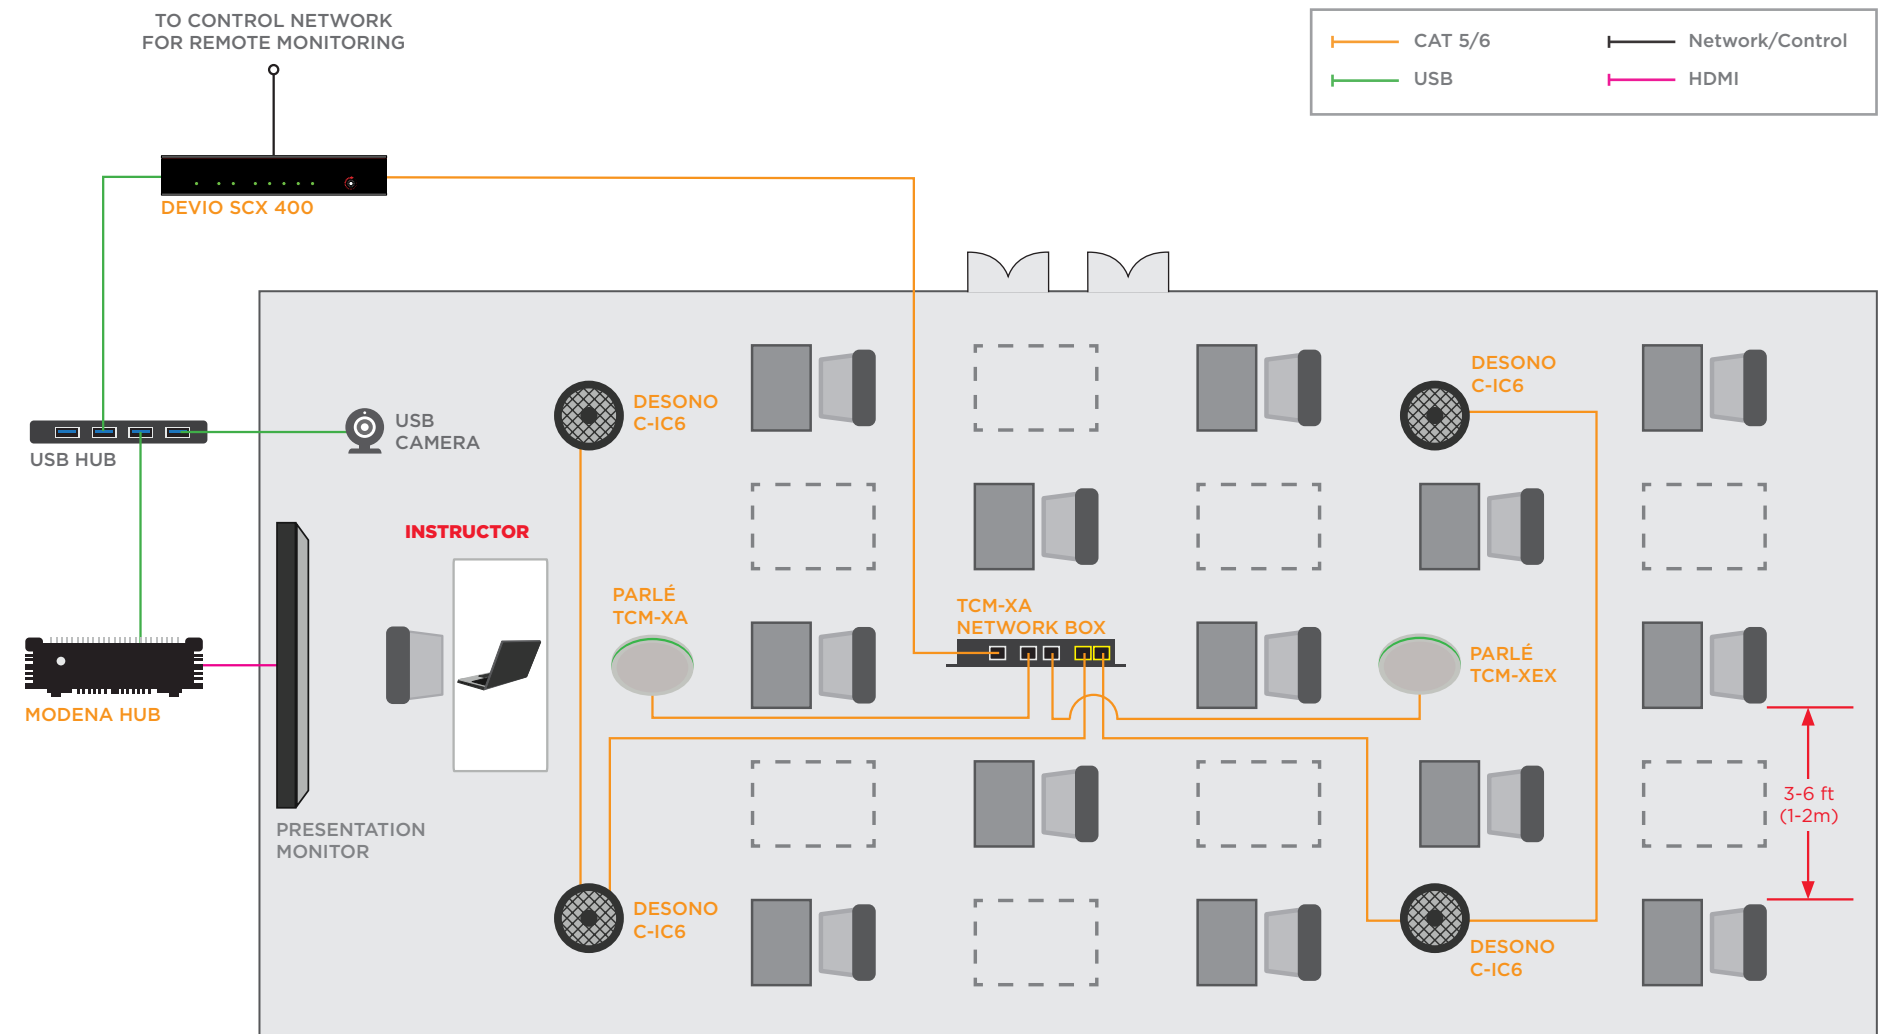 TO CONTROL NETWORK
FOR REMOTE MONITORING
CAT 5/6
Network/Control
USB
HDMI
DEVIO SCX 400
DESONO
C-IC6
DESONO
C-IC6
USB
CAMERA
USB HUB
INSTRUCTOR
PARLÉ
TCM-XA
TCM-XA
NETWORK BOX
PARLÉ
TCM-XEX
MODENA HUB
3-6 ft
(1-2m)
PRESENTATION
MONITOR
DESONO
C-IC6
DESONO
C-IC6